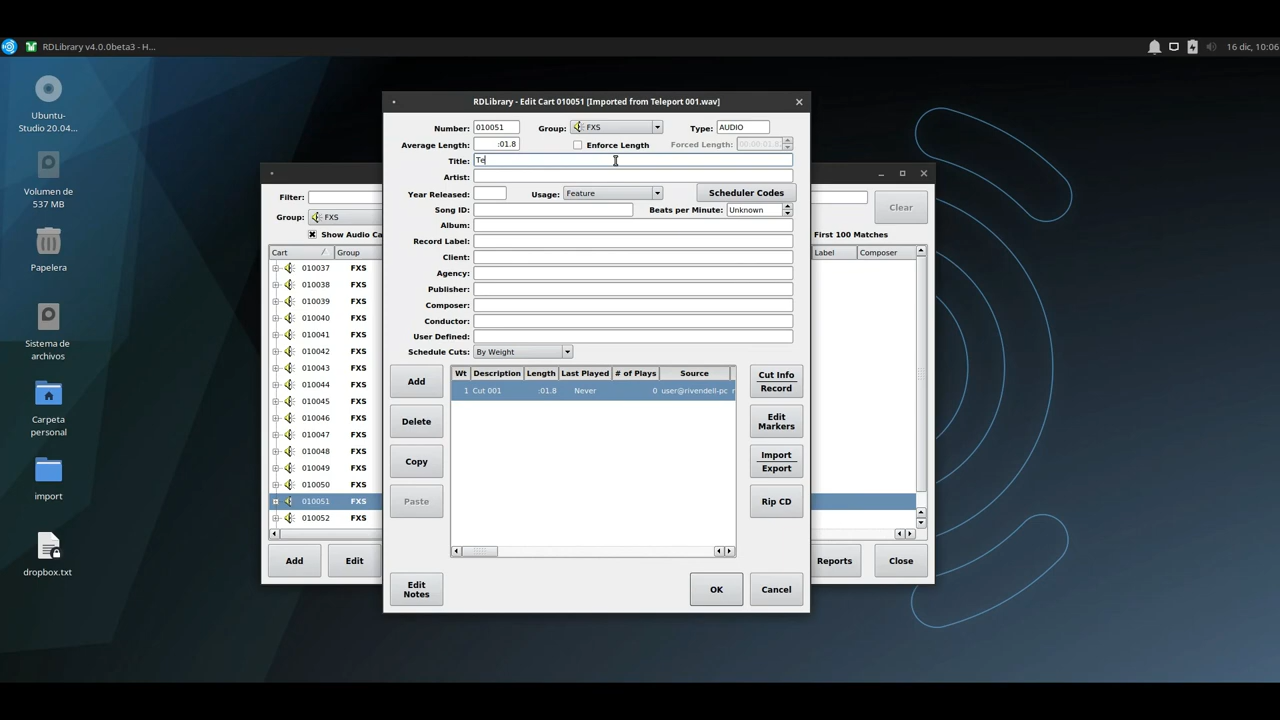 RDLibrary v4.0.0beta3 - H...
16 dic, 10:06
Ubuntu-
Studio 20.04...
Volumen de
537 MB
Papelera
Sistema de
archivos
Carpeta
personal
import
dropbox.txt
Filter:
Clear
Group: FXS
Show Audio Ca
First 100 Matches
Cart Group Label Composer
010037 FXS
010038 FXS
010039 FXS
010040 FXS
010041 FXS
010042 FXS
010043 FXS
010044 FXS
010045 FXS
010046 FXS
010047 FXS
010048 FXS
010049 FXS
010050 FXS
010051 FXS
010052 FXS
Add
Edit
Reports
Close
RDLibrary - Edit Cart 010051 [Imported from Teleport 001.wav]
Number: 010051 Group: FXS Type: AUDIO
Average Length: :01.8 Enforce Length Forced Length: 00:00:01.8
Title: Te
Artist:
Year Released: Usage: Feature Scheduler Codes
Song ID: Beats per Minute: Unknown
Album:
Record Label:
Client:
Agency:
Publisher:
Composer:
Conductor:
User Defined:
Schedule Cuts: By Weight
Add
Delete
Copy
Paste
Wt Description Length Last Played # of Plays Source
1 Cut 001 :01.8 Never 0 user@rivendell-pc r
Cut Info
Record
Edit
Markers
Import
Export
Rip CD
Edit
Notes
OK
Cancel